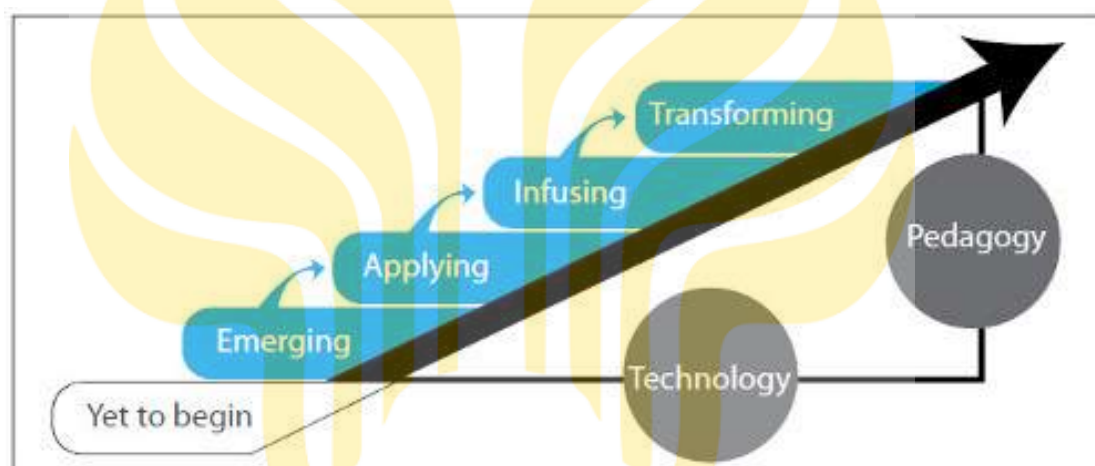 Transforming
Infusing
Pedagogy
Applying
Emerging
Technology
Yet to begin